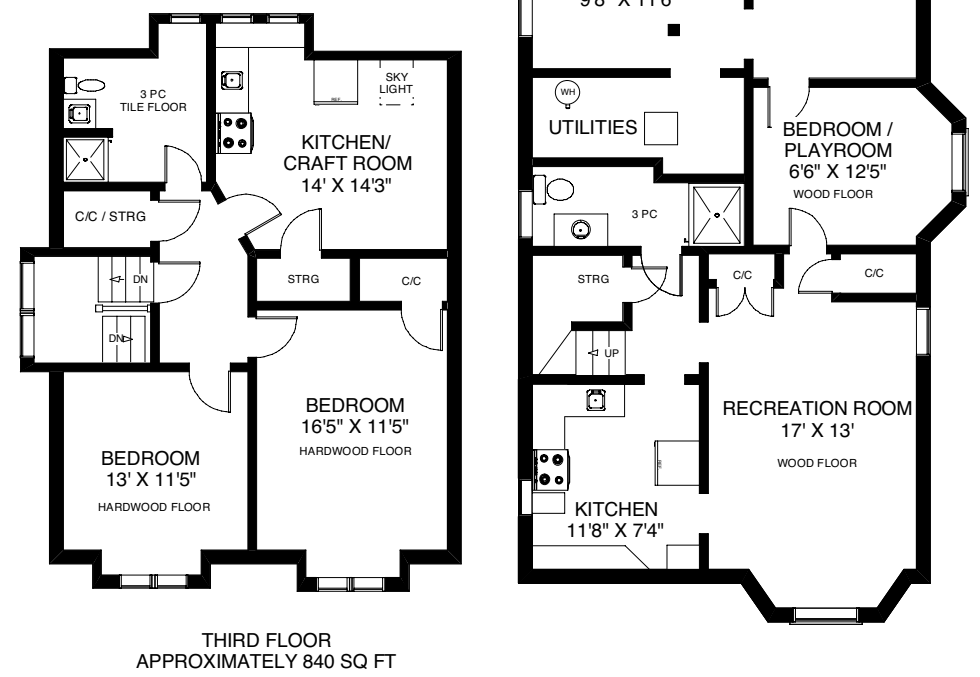 3 PC
TILE FLOOR
REF.
SKY
LIGHT
KITCHEN/
CRAFT ROOM
14' X 14'3"
C/C / STRG
DN
DN
STRG
C/C
BEDROOM
16'5" X 11'5"
HARDWOOD FLOOR
BEDROOM
13' X 11'5"
HARDWOOD FLOOR
THIRD FLOOR
APPROXIMATELY 840 SQ FT
9'8" X 11'6"
WH
UTILITIES
BEDROOM /
PLAYROOM
6'6" X 12'5"
WOOD FLOOR
3 PC
STRG
C/C
C/C
UP
RECREATION ROOM
17' X 13'
WOOD FLOOR
REF.
KITCHEN
11'8" X 7'4"